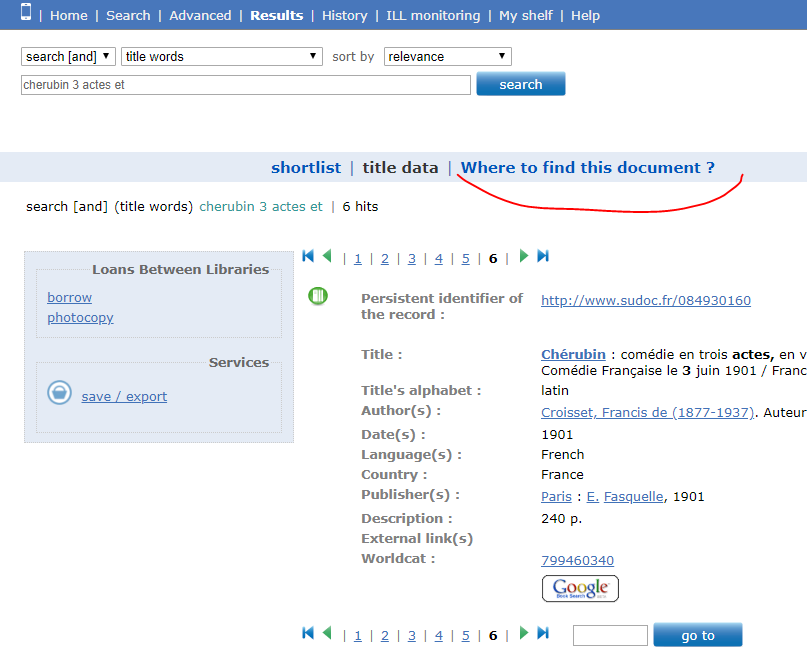 | Home | Search | Advanced | Results | History | ILL monitoring | My shelf | Help
search [and] title words sort by relevance
cherubin 3 actes et search
shortlist | title data | Where to find this document ?
search [and] (title words) cherubin 3 actes et | 6 hits
Loans Between Libraries
borrow
photocopy
Services
save / export
| 1 | 2 | 3 | 4 | 5 | 6 |
Persistent identifier of the record : http://www.sudoc.fr/084930160
Title : Chérubin : comédie en trois actes, en v
Comédie Française le 3 juin 1901 / Franc
Title's alphabet : latin
Author(s) : Croisset, Francis de (1877-1937). Auteur
Date(s) : 1901
Language(s) : French
Country : France
Publisher(s) : Paris : E. Fasquelle, 1901
Description : 240 p.
External link(s)
Worldcat : 799460340
Google
Book Search
| 1 | 2 | 3 | 4 | 5 | 6 | go to